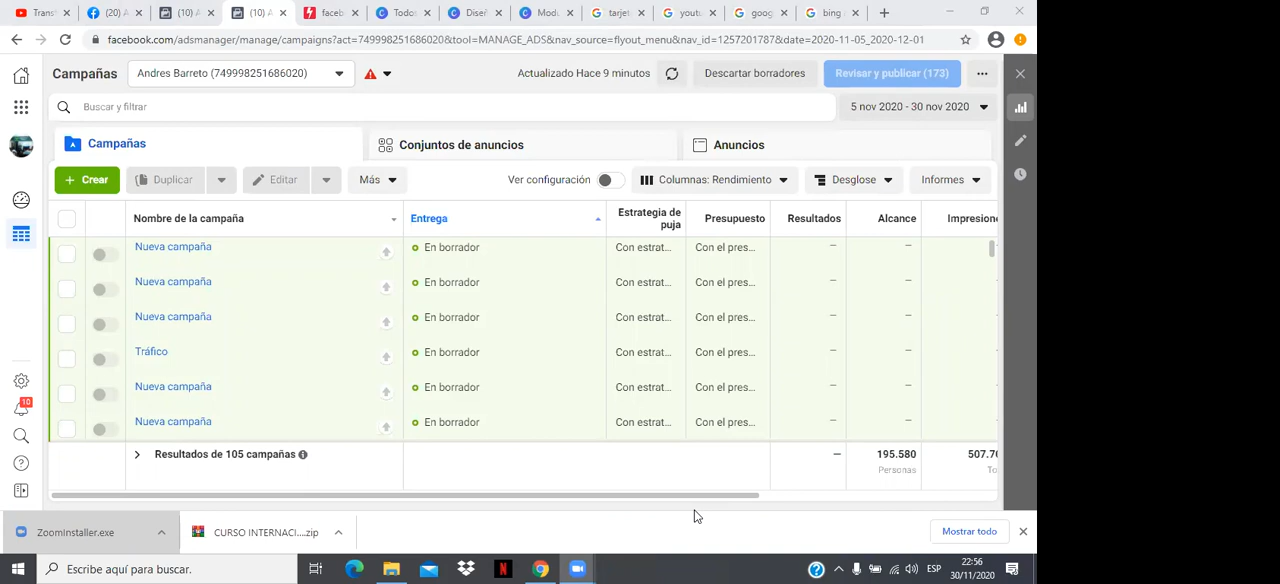 Trans
(20) A
(10) A
(10) A
faceb
Todo
Dise
Modu
tarjet
yout
goog
bing
facebook.com/adsmanager/manage/campaigns?act=749998251686020&tool=MANAGE_ADS&nav_source=flyout_menu&nav_id=1257201787&date=2020-11-05_2020-12-01
Campañas
Andres Barreto (749998251686020)
Actualizado Hace 9 minutos
Descartar borradores
Revisar y publicar (173)
Buscar y filtrar
5 nov 2020 - 30 nov 2020
Campañas
Conjuntos de anuncios
Anuncios
+ Crear
Duplicar
Editar
Más
Ver configuración
Columnas: Rendimiento
Desglose
Informes
Nombre de la campaña
Entrega
Estrategia de puja
Presupuesto
Resultados
Alcance
Impresione
Nueva campaña En borrador Con estrat... Con el pres... — —
Nueva campaña En borrador Con estrat... Con el pres... — —
Nueva campaña En borrador Con estrat... Con el pres... — —
Tráfico En borrador Con estrat... Con el pres... — —
Nueva campaña En borrador Con estrat... Con el pres... — —
Nueva campaña En borrador Con estrat... Con el pres... — —
Resultados de 105 campañas — 195.580 507.70
Personas To
10
ZoomInstaller.exe
CURSO INTERNACI....zip
Mostrar todo
Escribe aquí para buscar.
ESP
22:56
30/11/2020